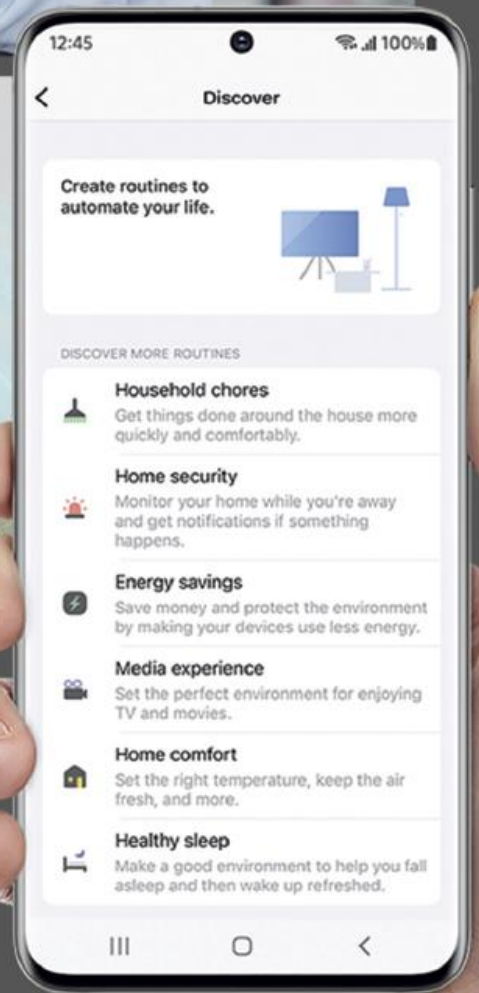 12:45
100%
Discover
Create routines to
automate your life.
DISCOVER MORE ROUTINES
Household chores
Get things done around the house more
quickly and comfortably.
Home security
Monitor your home while you're away
and get notifications if something
happens.
Energy savings
Save money and protect the environment
by making your devices use less energy.
Media experience
Set the perfect environment for enjoying
TV and movies.
Home comfort
Set the right temperature, keep the air
fresh, and more.
Healthy sleep
Make a good environment to help you fall
asleep and then wake up refreshed.